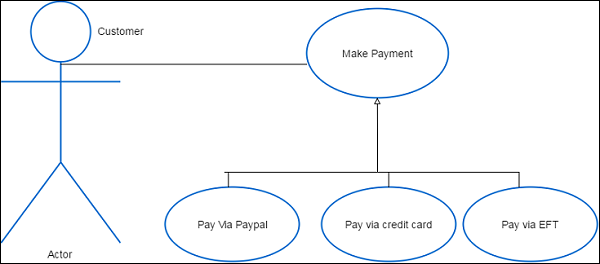 Customer
Make Payment
Pay Via Paypal
Pay via credit card
Pay via EFT
Actor